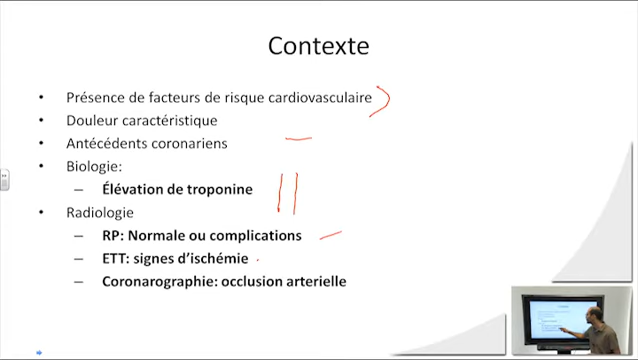 Contexte
• Présence de facteurs de risque cardiovasculaire
• Douleur caractéristique
• Antécédents coronariens
• Biologie:
– Élévation de troponine
• Radiologie
– RP: Normale ou complications
– ETT: signes d'ischémie
– Coronarographie: occlusion arterielle